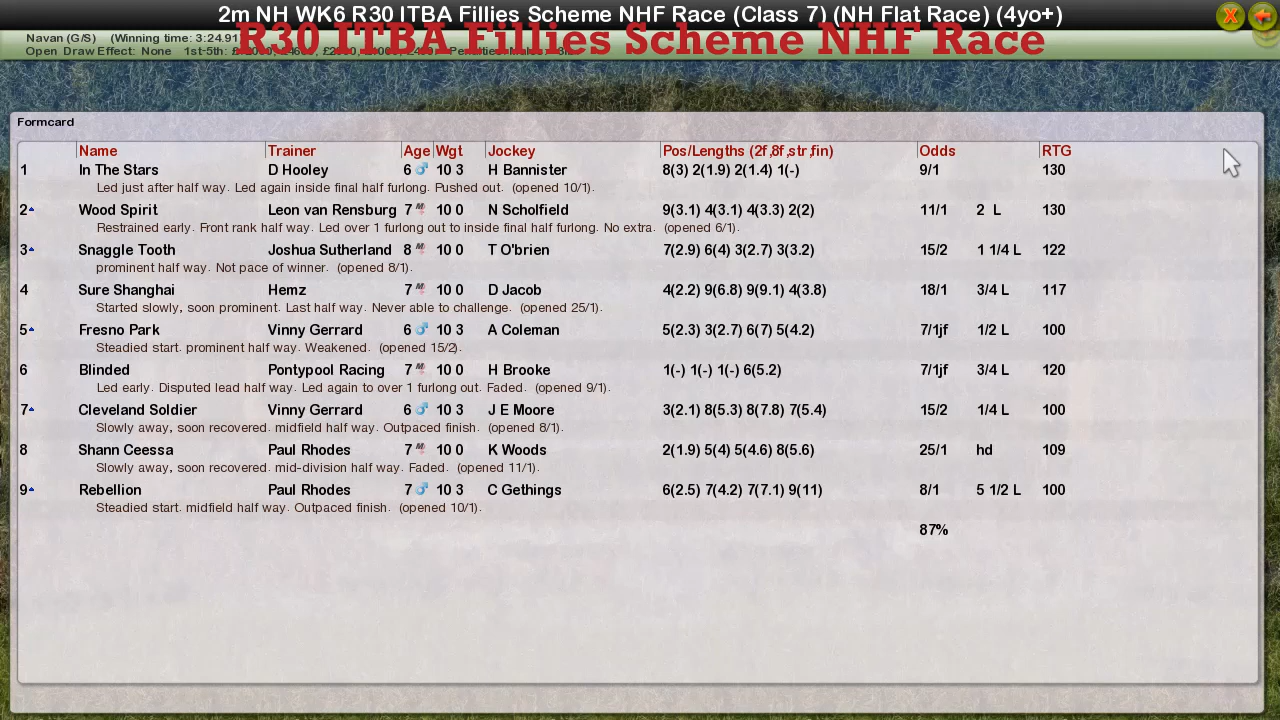 2m NH WK6 R30 ITBA Fillies Scheme NHF Race (Class 7) (NH Flat Race) (4yo+)
R30 ITBA Fillies Scheme NHF Race
Navan (G/S) (Winning time: 3:24.91
Open Draw Effect: None 1st-5th:
Formcard
Name Trainer Age Wgt Jockey Pos/Lengths (2f,8f,str,fin) Odds RTG
1 In The Stars D Hooley 6 10 3 H Bannister 8(3) 2(1.9) 2(1.4) 1(-) 9/1 130
Led just after half way. Led again inside final half furlong. Pushed out. (opened 10/1).
2 Wood Spirit Leon van Rensburg 7 10 0 N Scholfield 9(3.1) 4(3.1) 4(3.3) 2(2) 11/1 2 L 130
Restrained early. Front rank half way. Led over 1 furlong out to inside final half furlong. No extra. (opened 6/1).
3 Snaggle Tooth Joshua Sutherland 8 10 0 T O'brien 7(2.9) 6(4) 3(2.7) 3(3.2) 15/2 1 1/4 L 122
prominent half way. Not pace of winner. (opened 8/1).
4 Sure Shanghai Hemz 7 10 0 D Jacob 4(2.2) 9(6.8) 9(9.1) 4(3.8) 18/1 3/4 L 117
Started slowly, soon prominent. Last half way. Never able to challenge. (opened 25/1).
5 Fresno Park Vinny Gerrard 6 10 3 A Coleman 5(2.3) 3(2.7) 6(7) 5(4.2) 7/1jf 1/2 L 100
Steadied start. prominent half way. Weakened. (opened 15/2).
6 Blinded Pontypool Racing 7 10 0 H Brooke 1(-) 1(-) 1(-) 6(5.2) 7/1jf 3/4 L 120
Led early. Disputed lead half way. Led again to over 1 furlong out. Faded. (opened 9/1).
7 Cleveland Soldier Vinny Gerrard 6 10 3 J E Moore 3(2.1) 8(5.3) 8(7.8) 7(5.4) 15/2 1/4 L 100
Slowly away, soon recovered. midfield half way. Outpaced finish. (opened 8/1).
8 Shann Ceessa Paul Rhodes 7 10 0 K Woods 2(1.9) 5(4) 5(4.6) 8(5.6) 25/1 hd 109
Slowly away, soon recovered. mid-division half way. Faded. (opened 11/1).
9 Rebellion Paul Rhodes 7 10 3 C Gethings 6(2.5) 7(4.2) 7(7.1) 9(11) 8/1 5 1/2 L 100
Steadied start. midfield half way. Outpaced finish. (opened 10/1).
87%